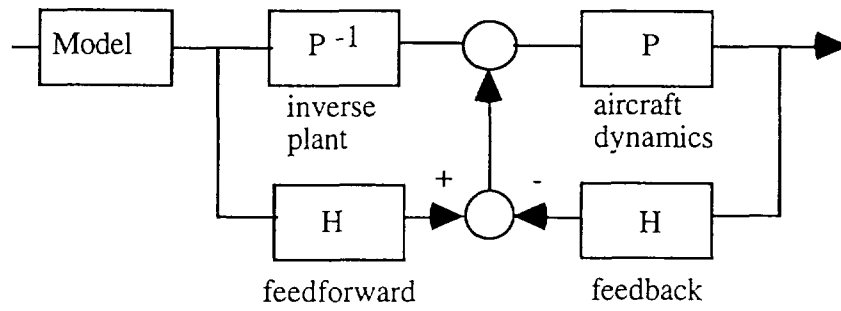 Model
P -1
P
inverse
plant
aircraft
dynamics
+
-
H
H
feedforward
feedback